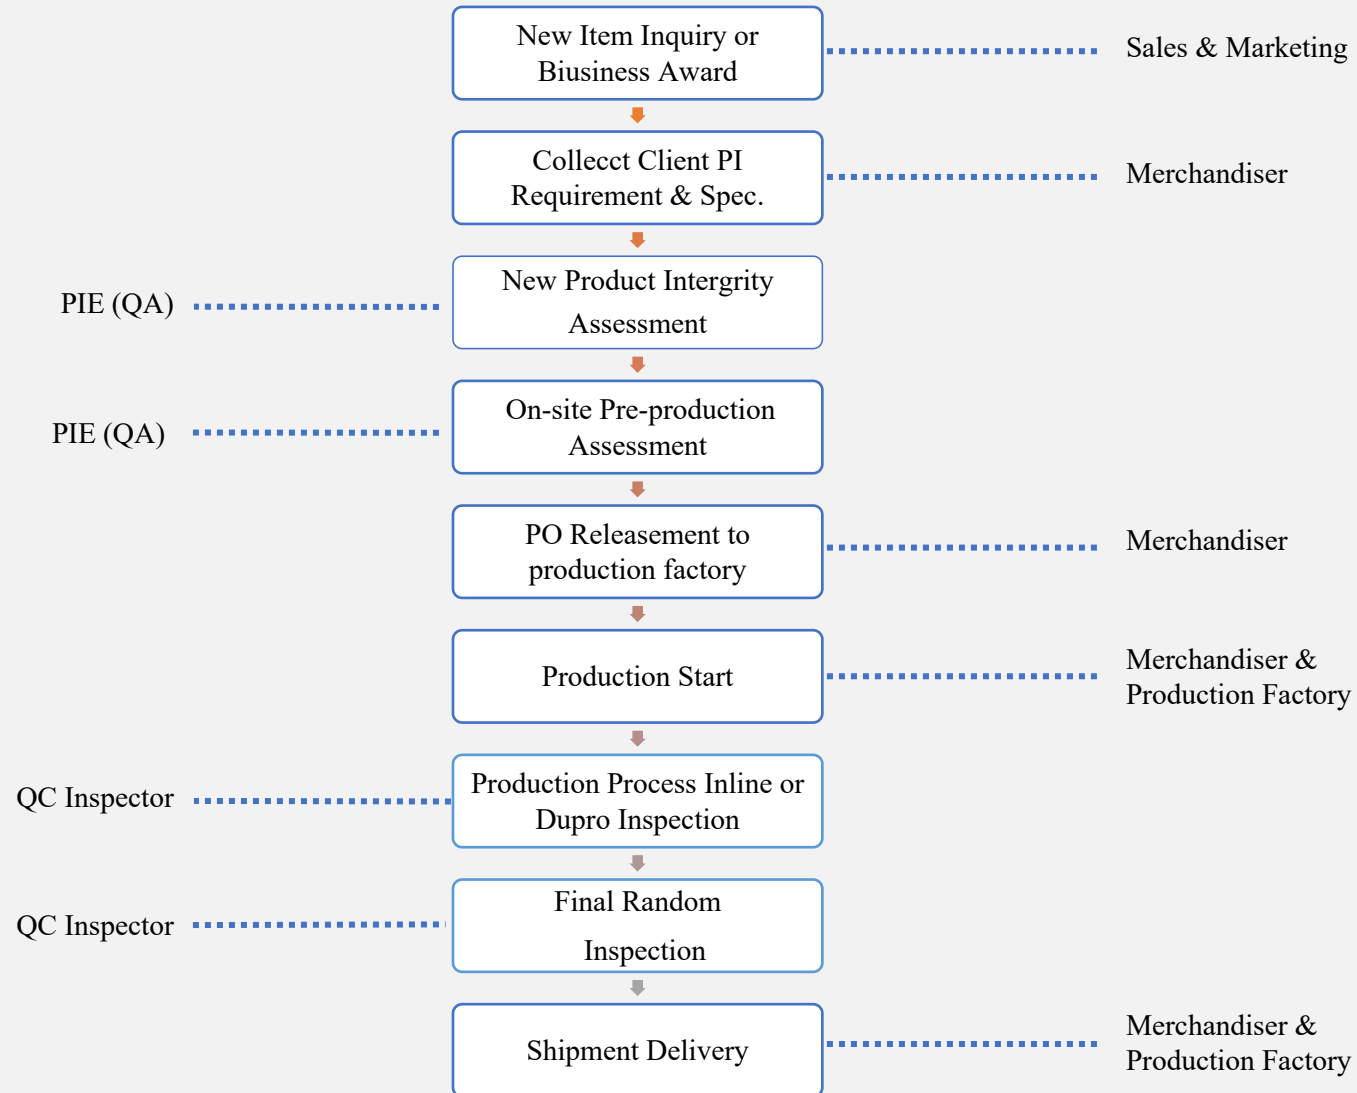 New Item Inquiry or
Biusiness Award
Sales & Marketing
Collecct Client PI
Requirement & Spec.
Merchandiser
PIE (QA)
New Product Intergrity
Assessment
PIE (QA)
On-site Pre-production
Assessment
PO Releasement to
production factory
Merchandiser
Production Start
Merchandiser &
Production Factory
QC Inspector
Production Process Inline or
Dupro Inspection
QC Inspector
Final Random
Inspection
Shipment Delivery
Merchandiser &
Production Factory